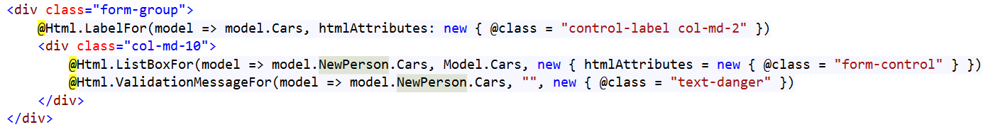 <div class="form-group">
@Html.LabelFor(model => model.Cars, htmlAttributes: new { @class = "control-label col-md-2" })
<div class="col-md-10">
@Html.ListBoxFor(model => model.NewPerson.Cars, Model.Cars, new { htmlAttributes = new { @class = "form-control" } })
@Html.ValidationMessageFor(model => model.NewPerson.Cars, "", new { @class = "text-danger" })
</div>
</div>